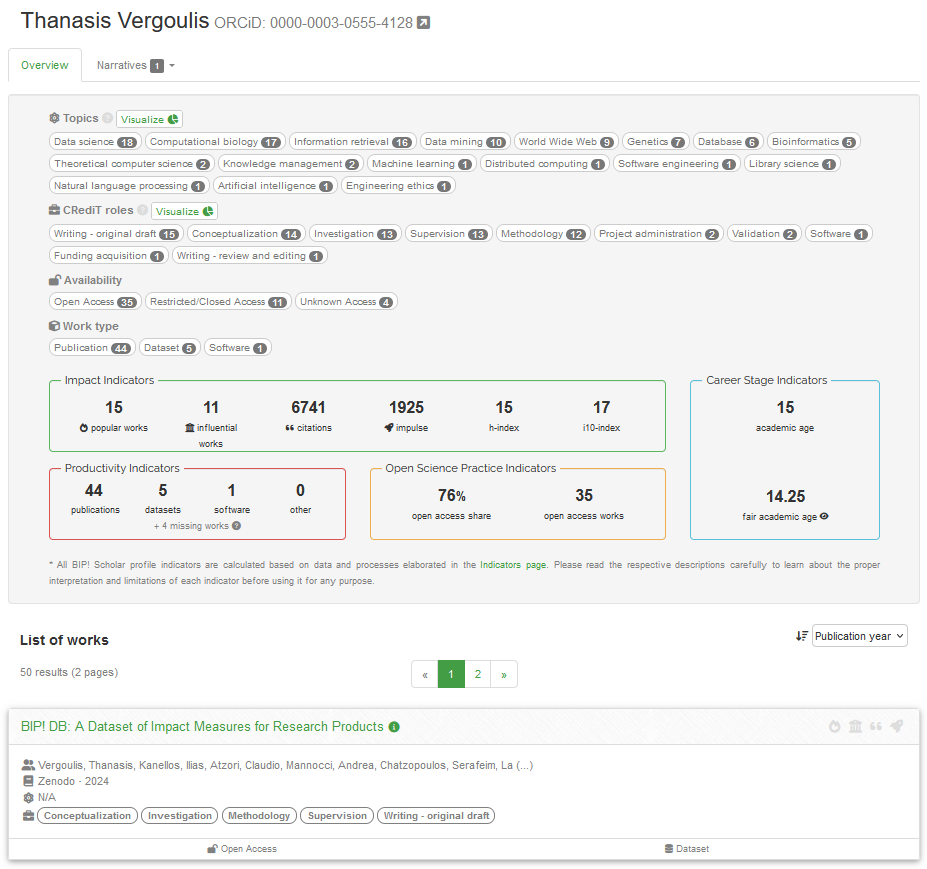 Thanasis Vergoulis ORCiD: 0000-0003-0555-4128
Overview Narratives 1
Topics ? Visualize
Data science 18 Computational biology 17 Information retrieval 16 Data mining 10 World Wide Web 9 Genetics 7 Database 6 Bioinformatics 5
Theoretical computer science 2 Knowledge management 2 Machine learning 1 Distributed computing 1 Software engineering 1 Library science 1
Natural language processing 1 Artificial intelligence 1 Engineering ethics 1
CRediT roles ? Visualize
Writing - original draft 15 Conceptualization 14 Investigation 13 Supervision 13 Methodology 12 Project administration 2 Validation 2 Software 1
Funding acquisition 1 Writing - review and editing 1
Availability
Open Access 35 Restricted/Closed Access 11 Unknown Access 4
Work type
Publication 44 Dataset 5 Software 1
Impact Indicators
15 11 6741 1925 15 17
popular works influential citations impulse h-index i10-index
works
Career Stage Indicators
15
academic age
14.25
fair academic age
Productivity Indicators
44 5 1 0
publications datasets software other
+ 4 missing works ?
Open Science Practice Indicators
76% 35
open access share open access works
* All BIP! Scholar profile indicators are calculated based on data and processes elaborated in the Indicators page. Please read the respective descriptions carefully to learn about the proper
interpretation and limitations of each indicator before using it for any purpose.
List of works
Publication year
50 results (2 pages)
« 1 2 »
BIP! DB: A Dataset of Impact Measures for Research Products i
Vergoulis, Thanasis, Kanellos, Ilias, Atzori, Claudio, Mannocci, Andrea, Chatzopoulos, Serafeim, La (...)
Zenodo - 2024
N/A
Conceptualization Investigation Methodology Supervision Writing - original draft
Open Access Dataset